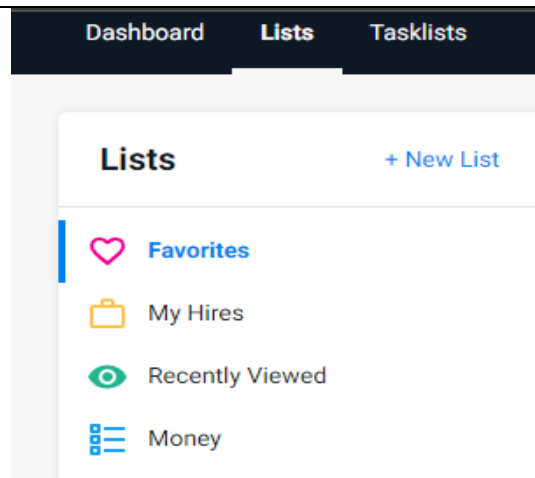 Dashboard Lists Tasklists
Lists + New List
Favorites
My Hires
Recently Viewed
Money